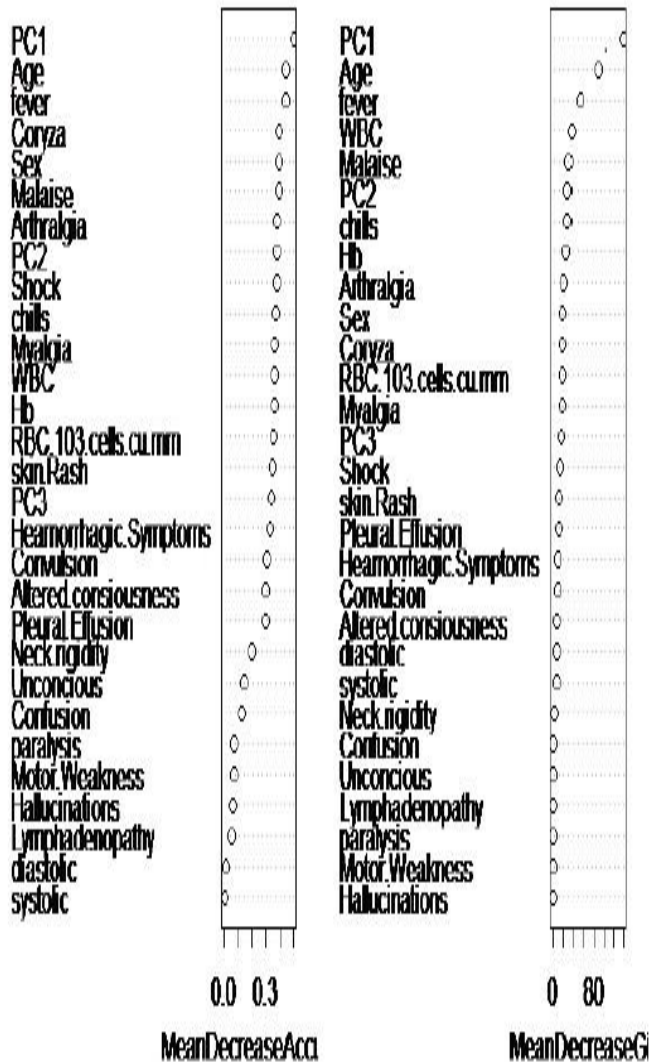 PC1
Age
fever
Coryza
Sex
Malaise
Arthralgia
PC2
Shock
chills
Myalgia
WBC
Hb
RBC.103.cells.cu.mm
skin.Rash
PC3
Heamorrhagic.Symptoms
Convulsion
Altered.consiousness
Pleural.Effusion
Neck.rigidity
Unconcious
Confusion
paralysis
Motor.Weakness
Hallucinations
Lymphadenopathy
diastolic
systolic
0.0 0.3
MeanDecreaseAccu
PC1
Age
fever
WBC
Malaise
PC2
chills
Hb
Arthralgia
Sex
Coryza
RBC.103.cells.cu.mm
Myalgia
PC3
Shock
skin.Rash
Pleural.Effusion
Heamorrhagic.Symptoms
Convulsion
Altered.consiousness
diastolic
systolic
Neck.rigidity
Confusion
Unconcious
Lymphadenopathy
paralysis
Motor.Weakness
Hallucinations
0 80
MeanDecreaseGi